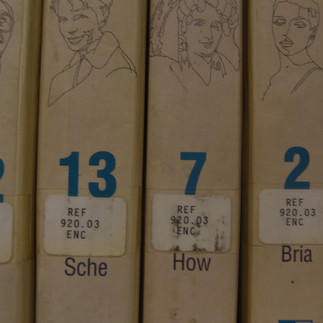 13
REF
920.03
ENC
Sche
7
REF
920.03
ENC
How
2
REF
920.03
ENC
Bria